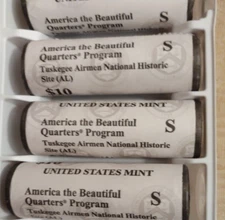 America the Beautiful
Quarters® Program
S
America the Beautiful
Quarters® Program
S
Tuskegee Airmen National Historic
Site (AL)
$10
UNITED STATES MINT
America the Beautiful
Quarters® Program
S
Tuskegee Airmen National Historic
Site (AL)
UNITED STATES MINT
America the Beautiful
Quarters® Program
S
Tuskegee Airmen National Historic